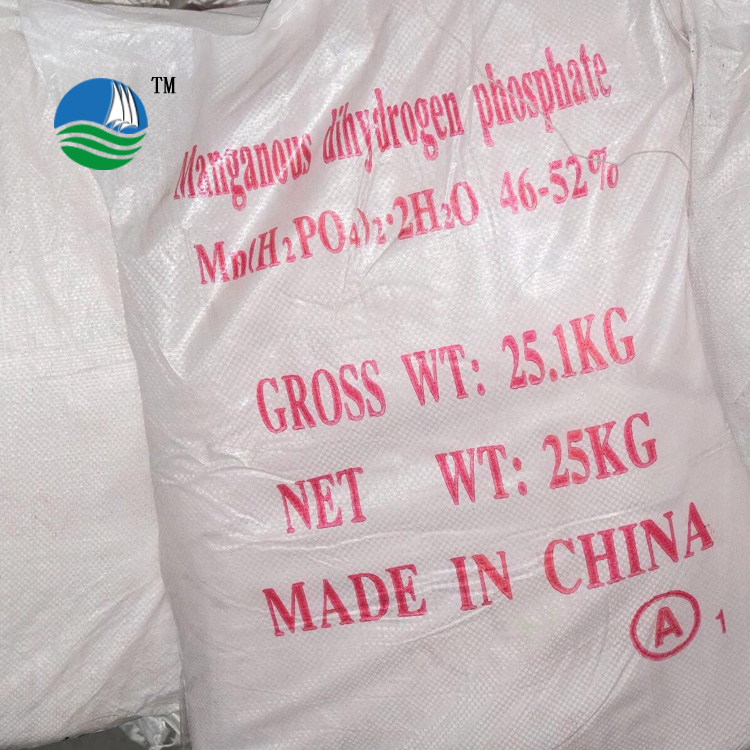 TM
Manganous dihydrogen phosphate
Mn(H₂PO₄)₂·2H₂O 46-52%
GROSS WT: 25.1KG
NET WT: 25KG
MADE IN CHINA
A 1